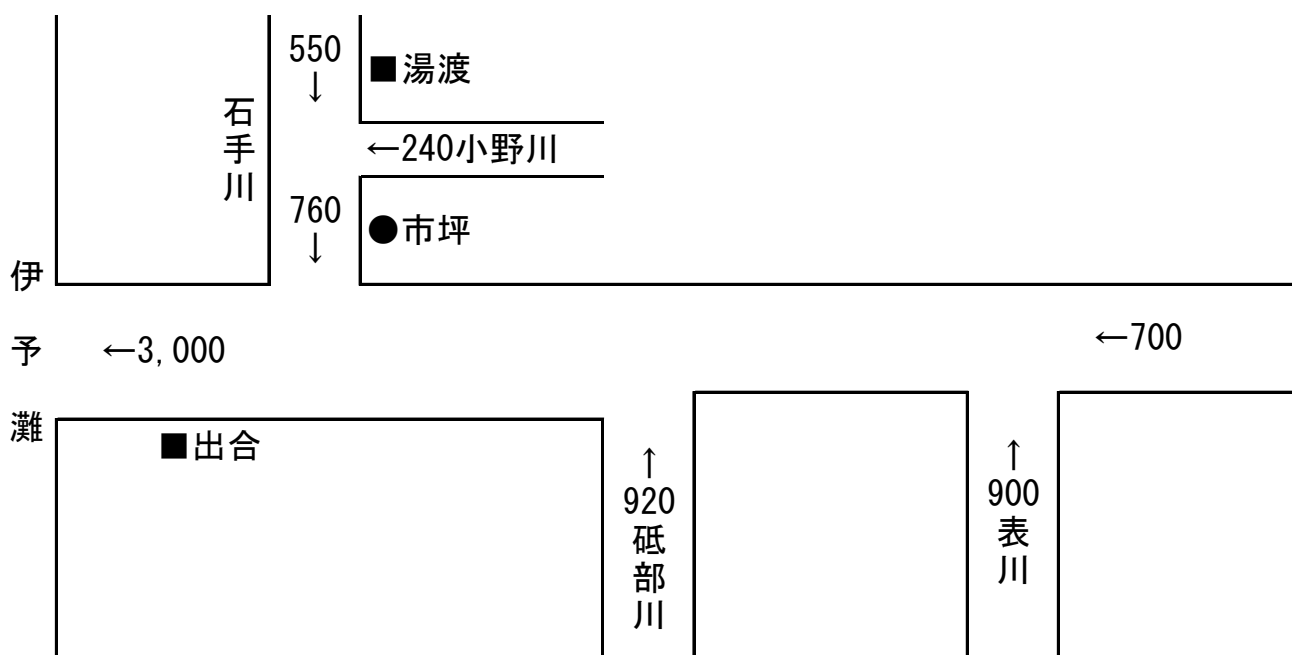 550
↓
■湯渡
石手川
←240小野川
760
↓
●市坪
伊予灘
←3,000
←700
■出合
↑
920
砥部川
↑
900
表川